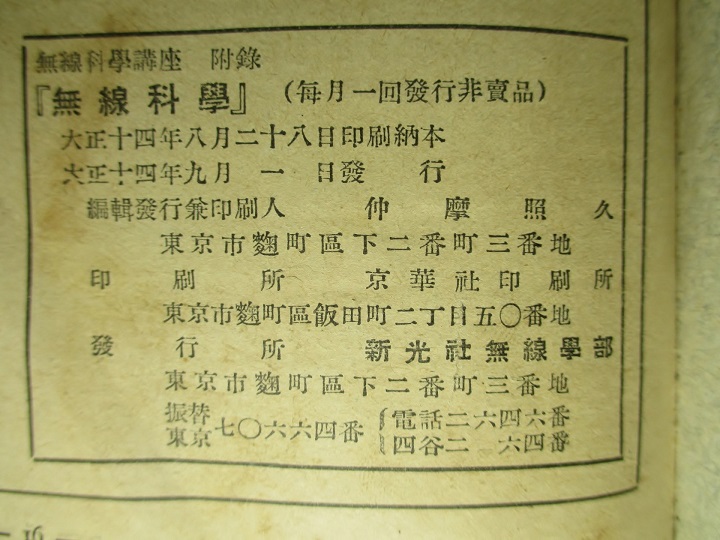 無線科學講座 附錄
『無線科學』（每月一回發行非賣品）
大正十四年八月二十八日印刷納本
大正十四年九月一日發行
編輯發行兼印刷人 仲摩照久
東京市麴町區下二番町三番地
印刷所 京華社印刷所
東京市麴町區飯田町二丁目五〇番地
發行所 新光社無線學部
東京市麴町區下二番町三番地
振替東京七〇六六四番
電話二六四六番
四谷二 六四番
— 16 —